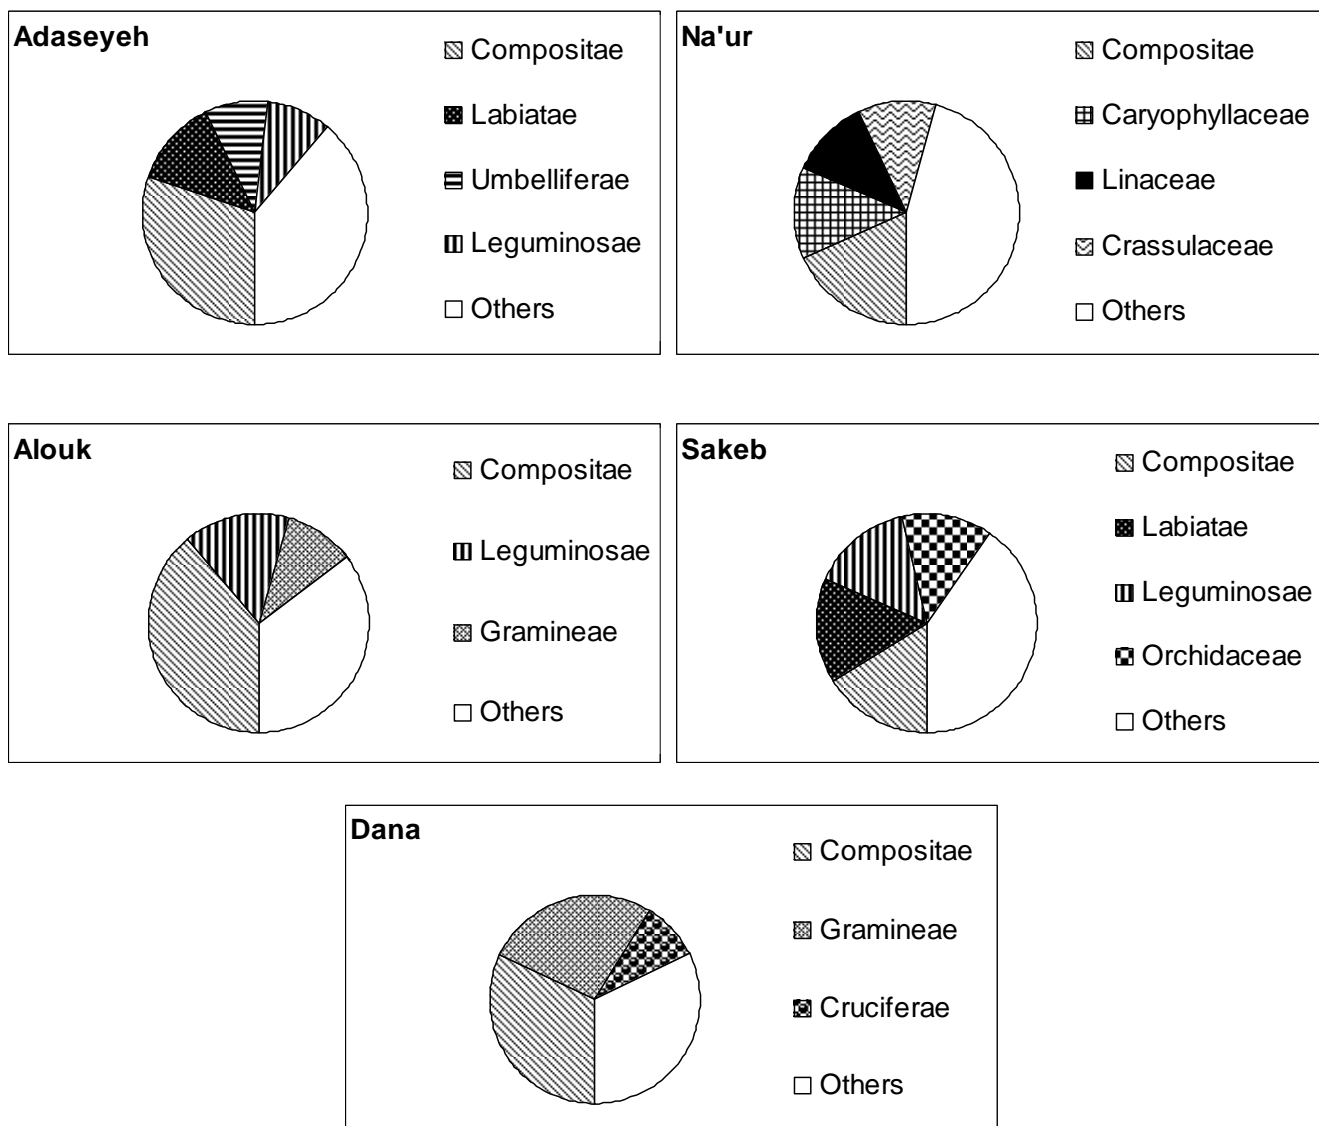 Adaseyeh
Compositae
Labiatae
Umbelliferae
Leguminosae
Others
Na'ur
Compositae
Caryophyllaceae
Linaceae
Crassulaceae
Others
Alouk
Compositae
Leguminosae
Gramineae
Others
Sakeb
Compositae
Labiatae
Leguminosae
Orchidaceae
Others
Dana
Compositae
Gramineae
Cruciferae
Others